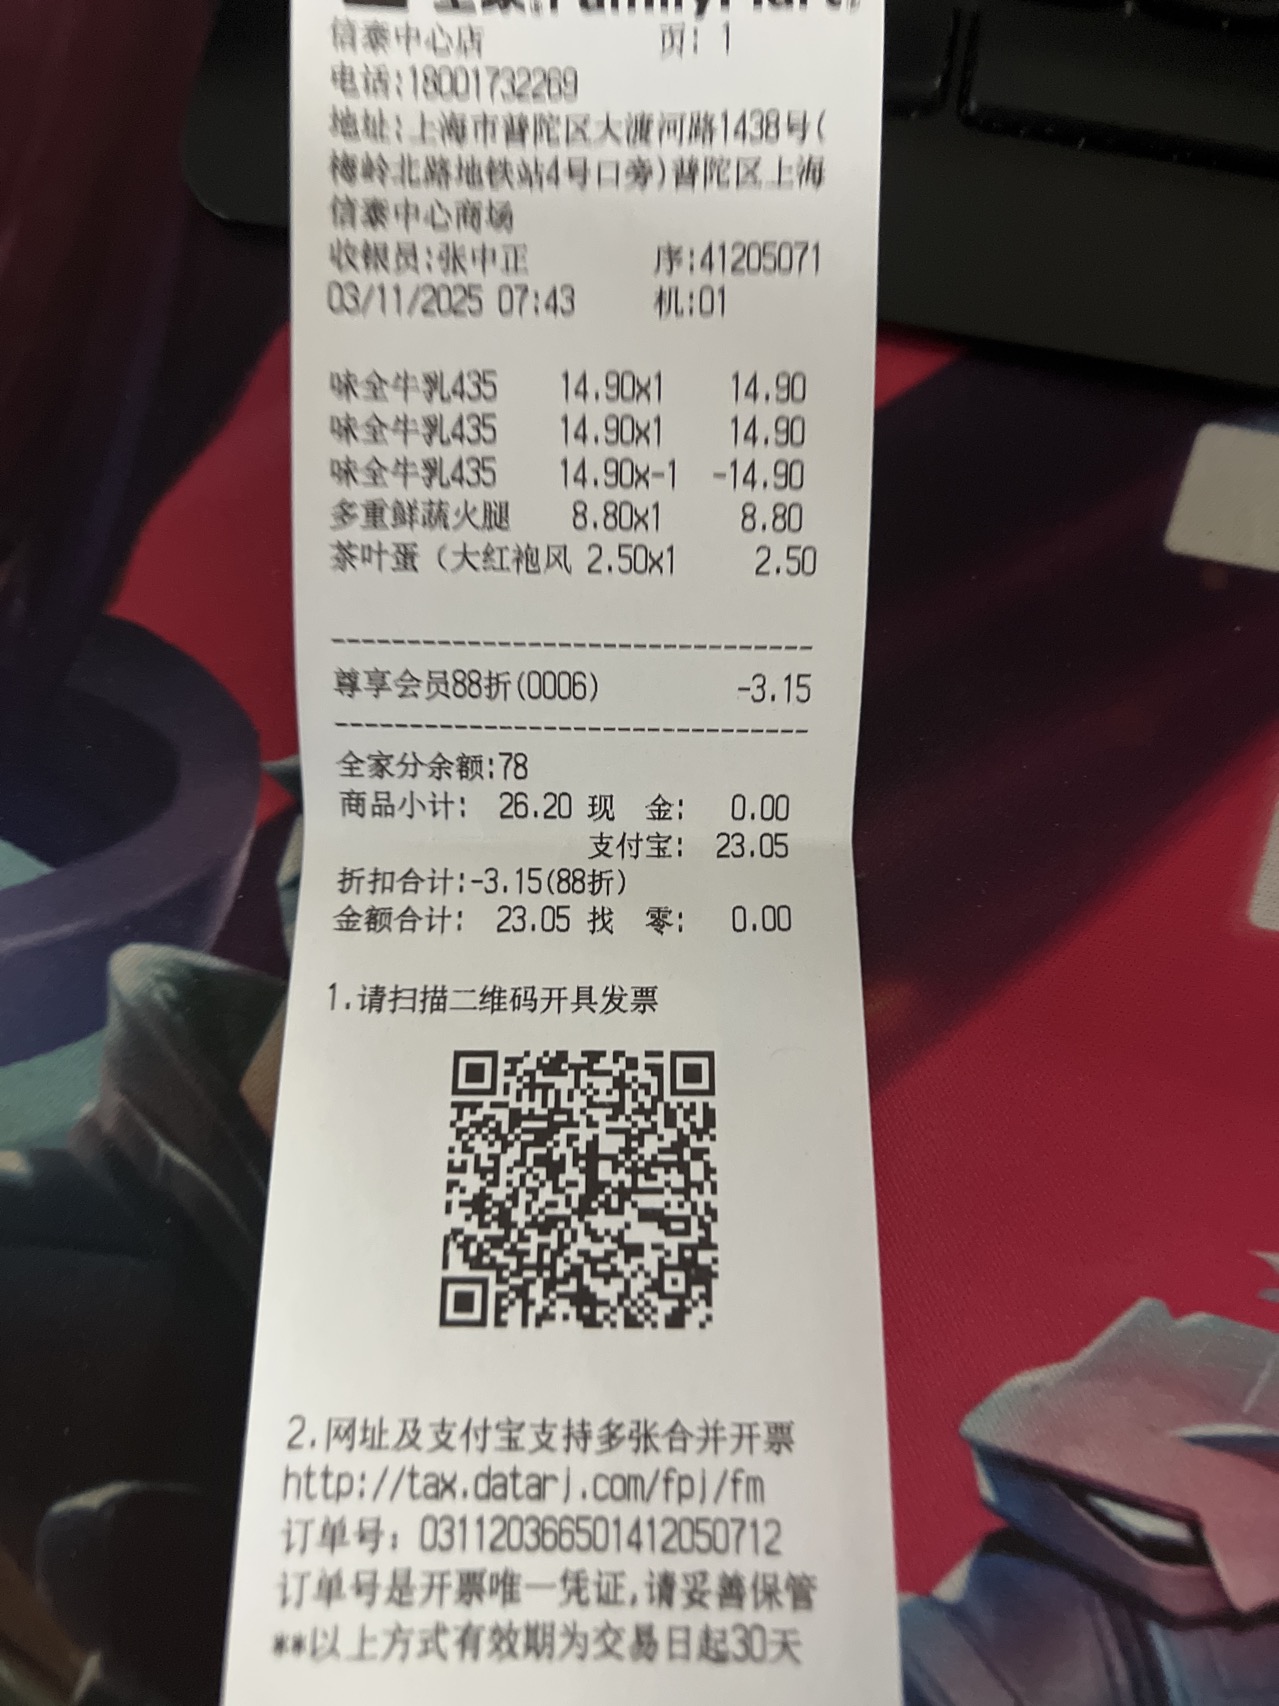 全家 FamilyMart
信泰中心店 页: 1
电话:18001732269
地址:上海市普陀区大渡河路1438号(
梅岭北路地铁站4号口旁)普陀区上海
信泰中心商场
收银员:张中正 序:41205071
03/11/2025 07:43 机:01
味全牛乳435 14.90x1 14.90
味全牛乳435 14.90x1 14.90
味全牛乳435 14.90x-1 -14.90
多重鲜蔬火腿 8.80x1 8.80
茶叶蛋（大红袍风 2.50x1 2.50
--------------------------------
尊享会员88折(0006) -3.15
--------------------------------
全家分余额:78
商品小计: 26.20 现 金: 0.00
支付宝: 23.05
折扣合计:-3.15(88折)
金额合计: 23.05 找 零: 0.00
1.请扫描二维码开具发票
2.网址及支付宝支持多张合并开票
http://tax.datarj.com/fpj/fm
订单号: 031120366501412050712
订单号是开票唯一凭证,请妥善保管
**以上方式有效期为交易日起30天